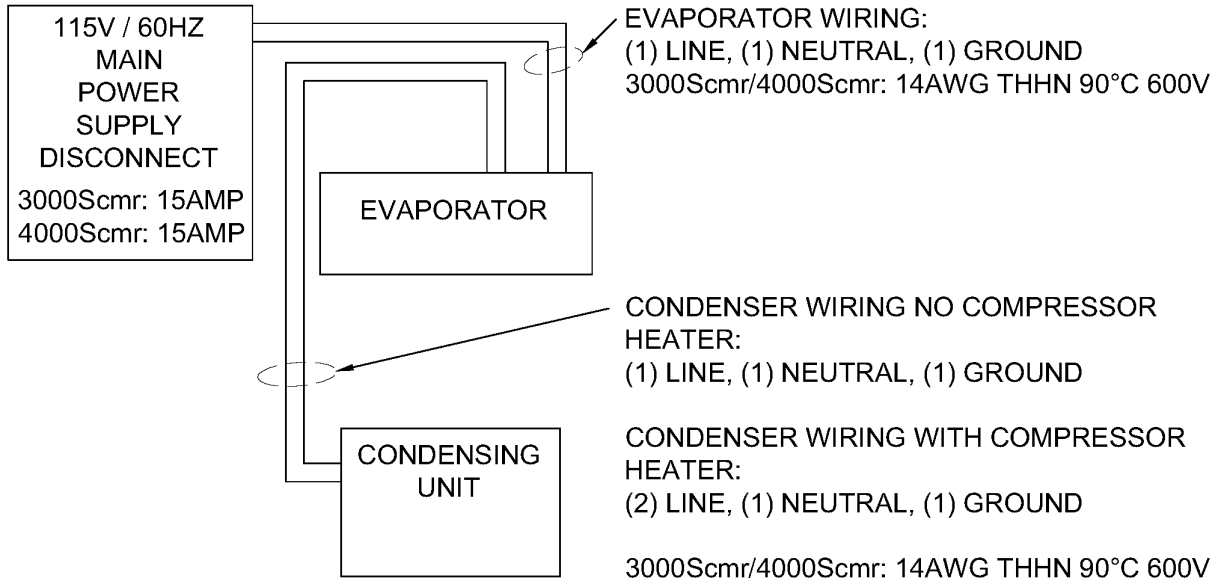 115V / 60HZ
MAIN
POWER
SUPPLY
DISCONNECT
3000Scmr: 15AMP
4000Scmr: 15AMP
EVAPORATOR WIRING:
(1) LINE, (1) NEUTRAL, (1) GROUND
3000Scmr/4000Scmr: 14AWG THHN 90°C 600V
EVAPORATOR
CONDENSER WIRING NO COMPRESSOR
HEATER:
(1) LINE, (1) NEUTRAL, (1) GROUND
CONDENSING
UNIT
CONDENSER WIRING WITH COMPRESSOR
HEATER:
(2) LINE, (1) NEUTRAL, (1) GROUND
3000Scmr/4000Scmr: 14AWG THHN 90°C 600V